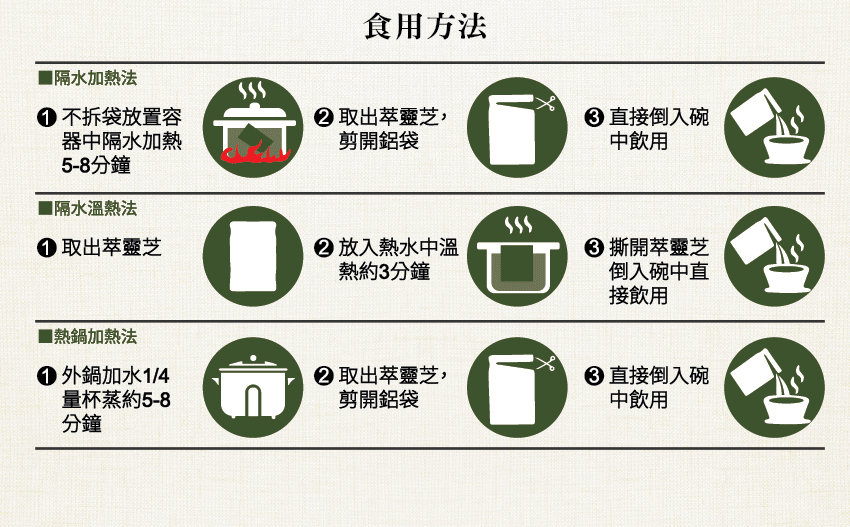 食用方法
■隔水加熱法
❶ 不拆袋放置容
器中隔水加熱
5-8分鐘
❷ 取出萃靈芝,
剪開鋁袋
❸ 直接倒入碗
中飲用
■隔水溫熱法
❶ 取出萃靈芝
❷ 放入熱水中溫
熱約3分鐘
❸ 撕開萃靈芝
倒入碗中直
接飲用
■熱鍋加熱法
❶ 外鍋加水1/4
量杯蒸約5-8
分鐘
❷ 取出萃靈芝,
剪開鋁袋
❸ 直接倒入碗
中飲用